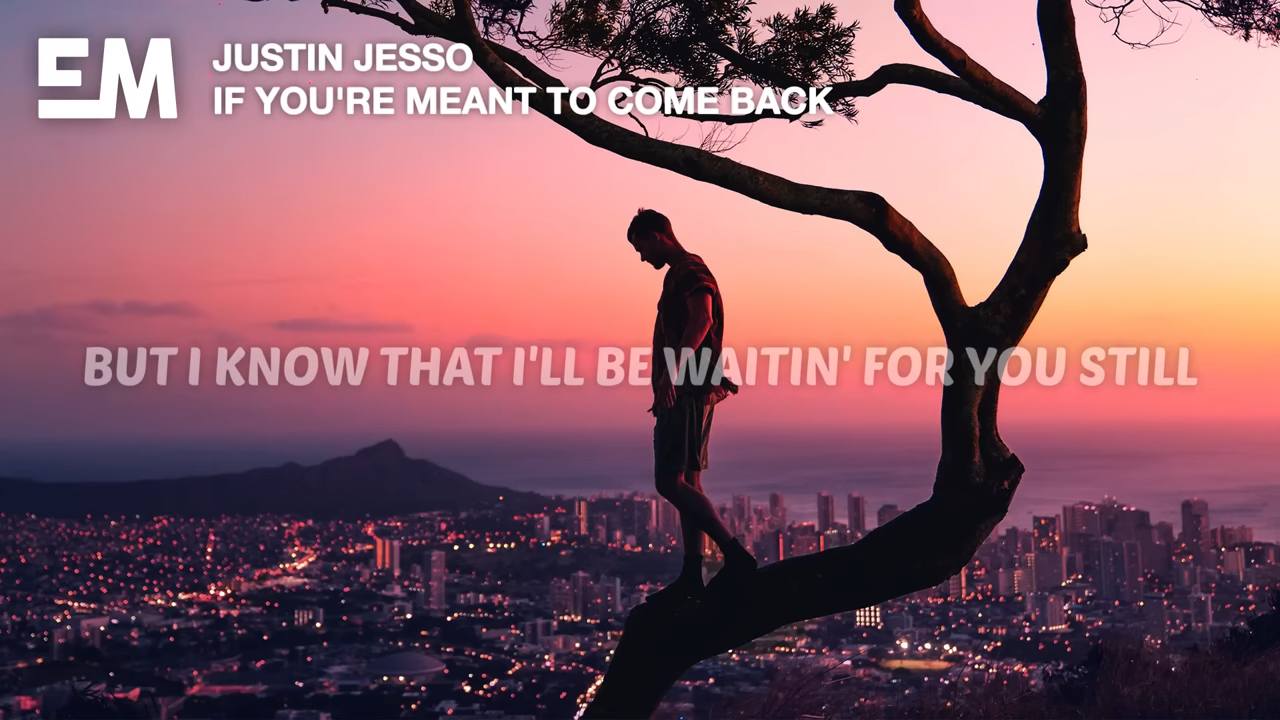 EM
JUSTIN JESSO
IF YOU'RE MEANT TO COME BACK
BUT I KNOW THAT I'LL BE WAITIN' FOR YOU STILL